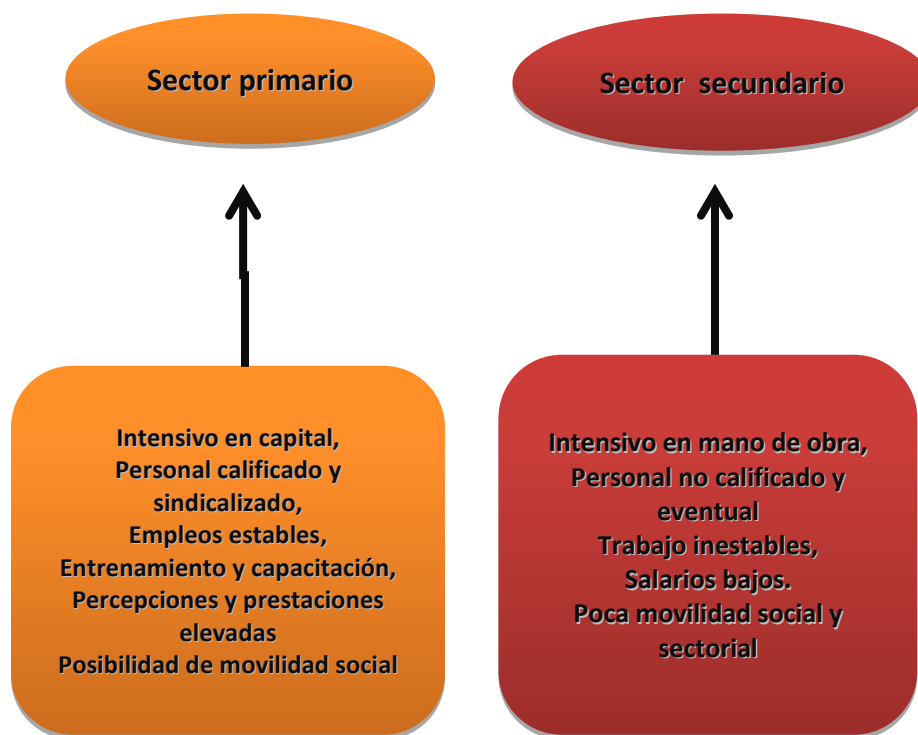 Sector primario
Sector secundario
Intensivo en capital,
Personal calificado y
sindicalizado,
Empleos estables,
Entrenamiento y capacitación,
Percepciones y prestaciones
elevadas
Posibilidad de movilidad social
Intensivo en mano de obra,
Personal no calificado y
eventual
Trabajo inestables,
Salarios bajos.
Poca movilidad social y
sectorial